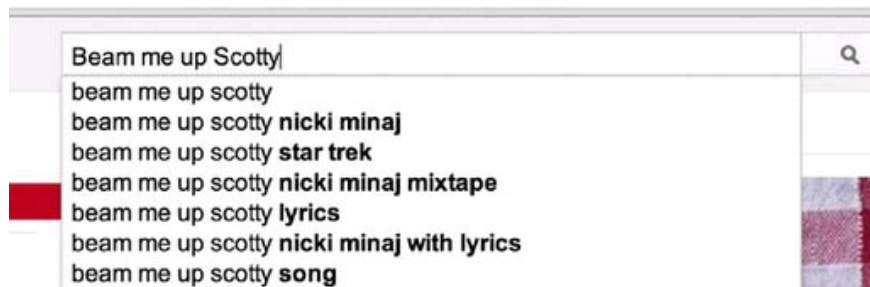 Beam me up Scotty
beam me up scotty
beam me up scotty nicki minaj
beam me up scotty star trek
beam me up scotty nicki minaj mixtape
beam me up scotty lyrics
beam me up scotty nicki minaj with lyrics
beam me up scotty song